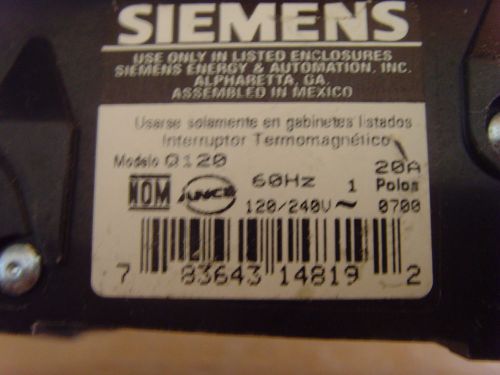 SIEMENS
USE ONLY IN LISTED ENCLOSURES
SIEMENS ENERGY & AUTOMATION, INC.
ALPHARETTA, GA.
ASSEMBLED IN MEXICO
Usarse solamente en gabinetes listados
Interruptor Termomagnético
Modelo Q120 20A
NOM UNCE 60Hz 1 Polos
120/240V ~ 0700
7 83643 14819 2